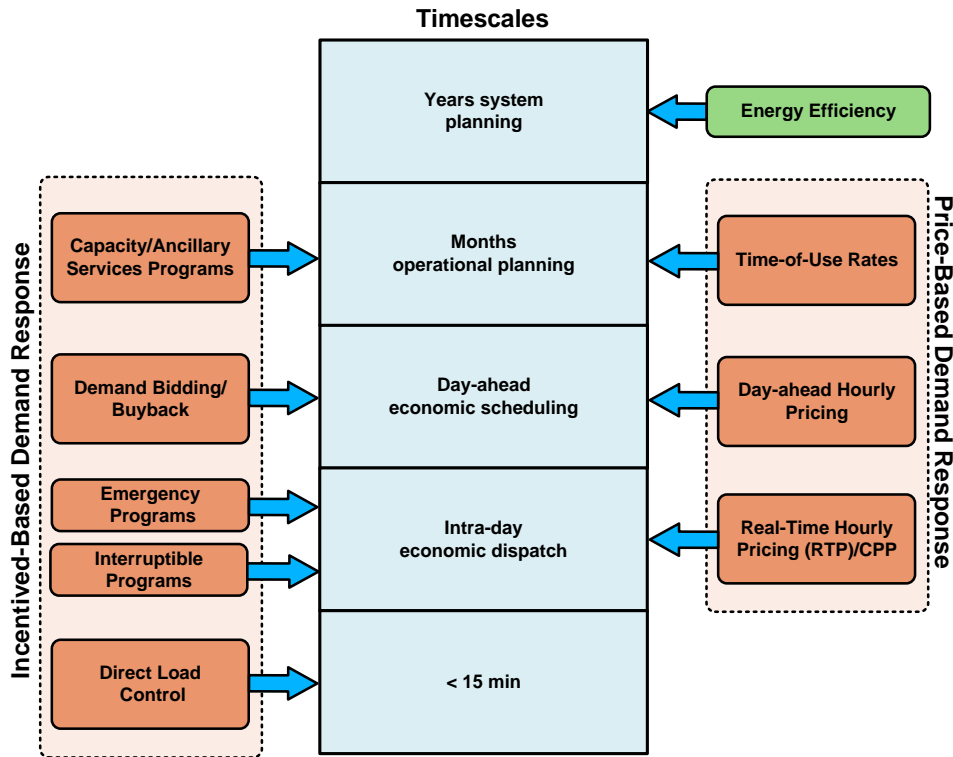 Timescales
Years system
planning
Energy Efficiency
Incentived-Based Demand Response
Capacity/Ancillary
Services Programs
Months
operational planning
Time-of-Use Rates
Price-Based Demand Response
Demand Bidding/
Buyback
Day-ahead
economic scheduling
Day-ahead Hourly
Pricing
Emergency
Programs
Interruptible
Programs
Intra-day
economic dispatch
Real-Time Hourly
Pricing (RTP)/CPP
Direct Load
Control
< 15 min